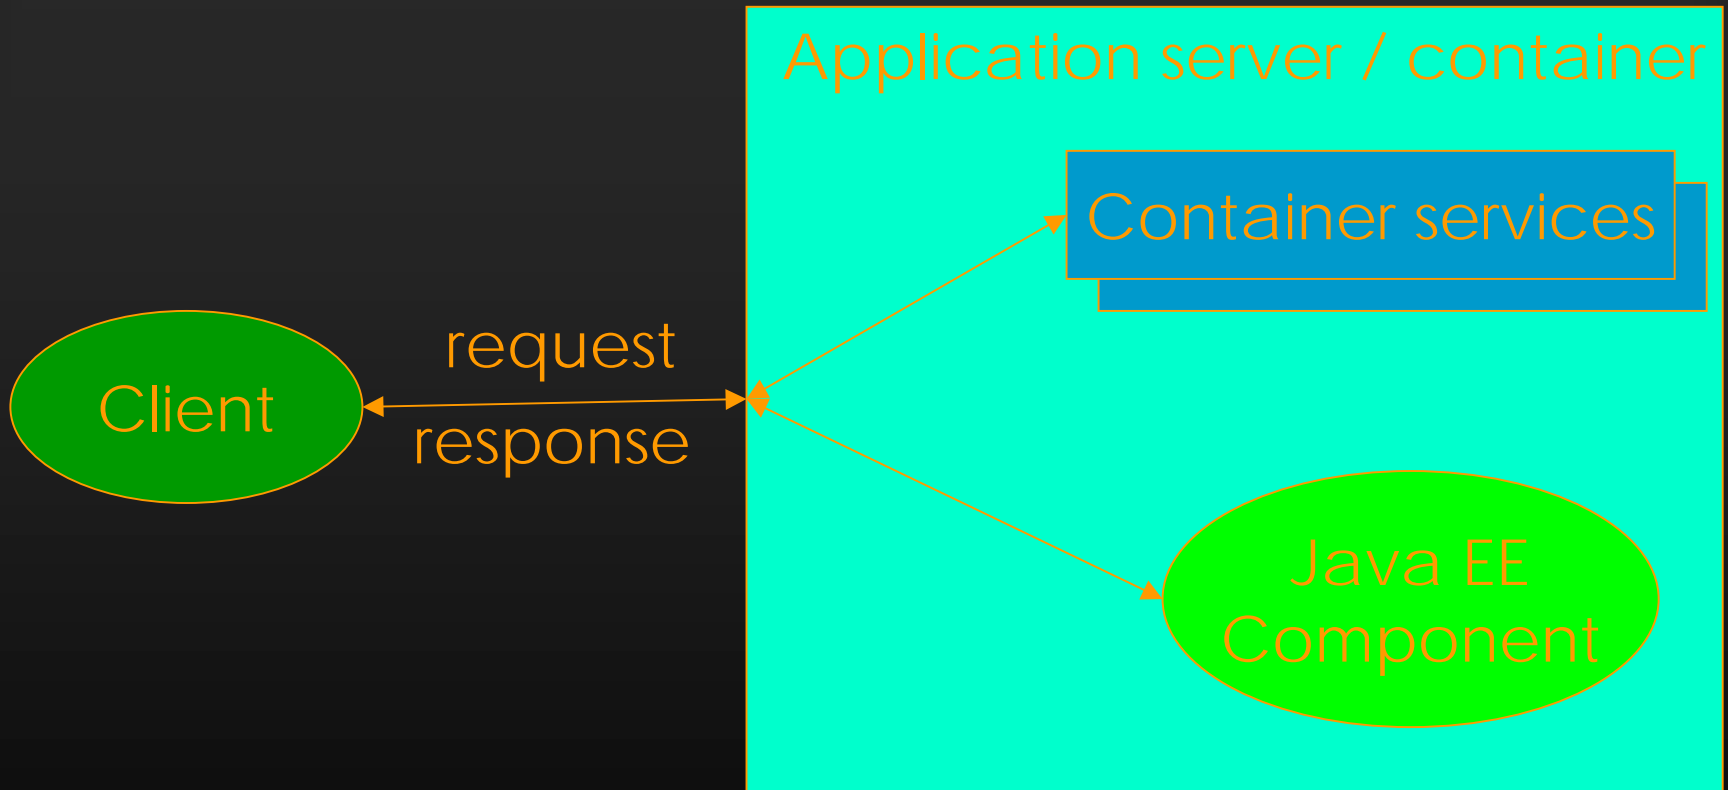 Application server / container
Container services
request
Client
response
Java EE
Component